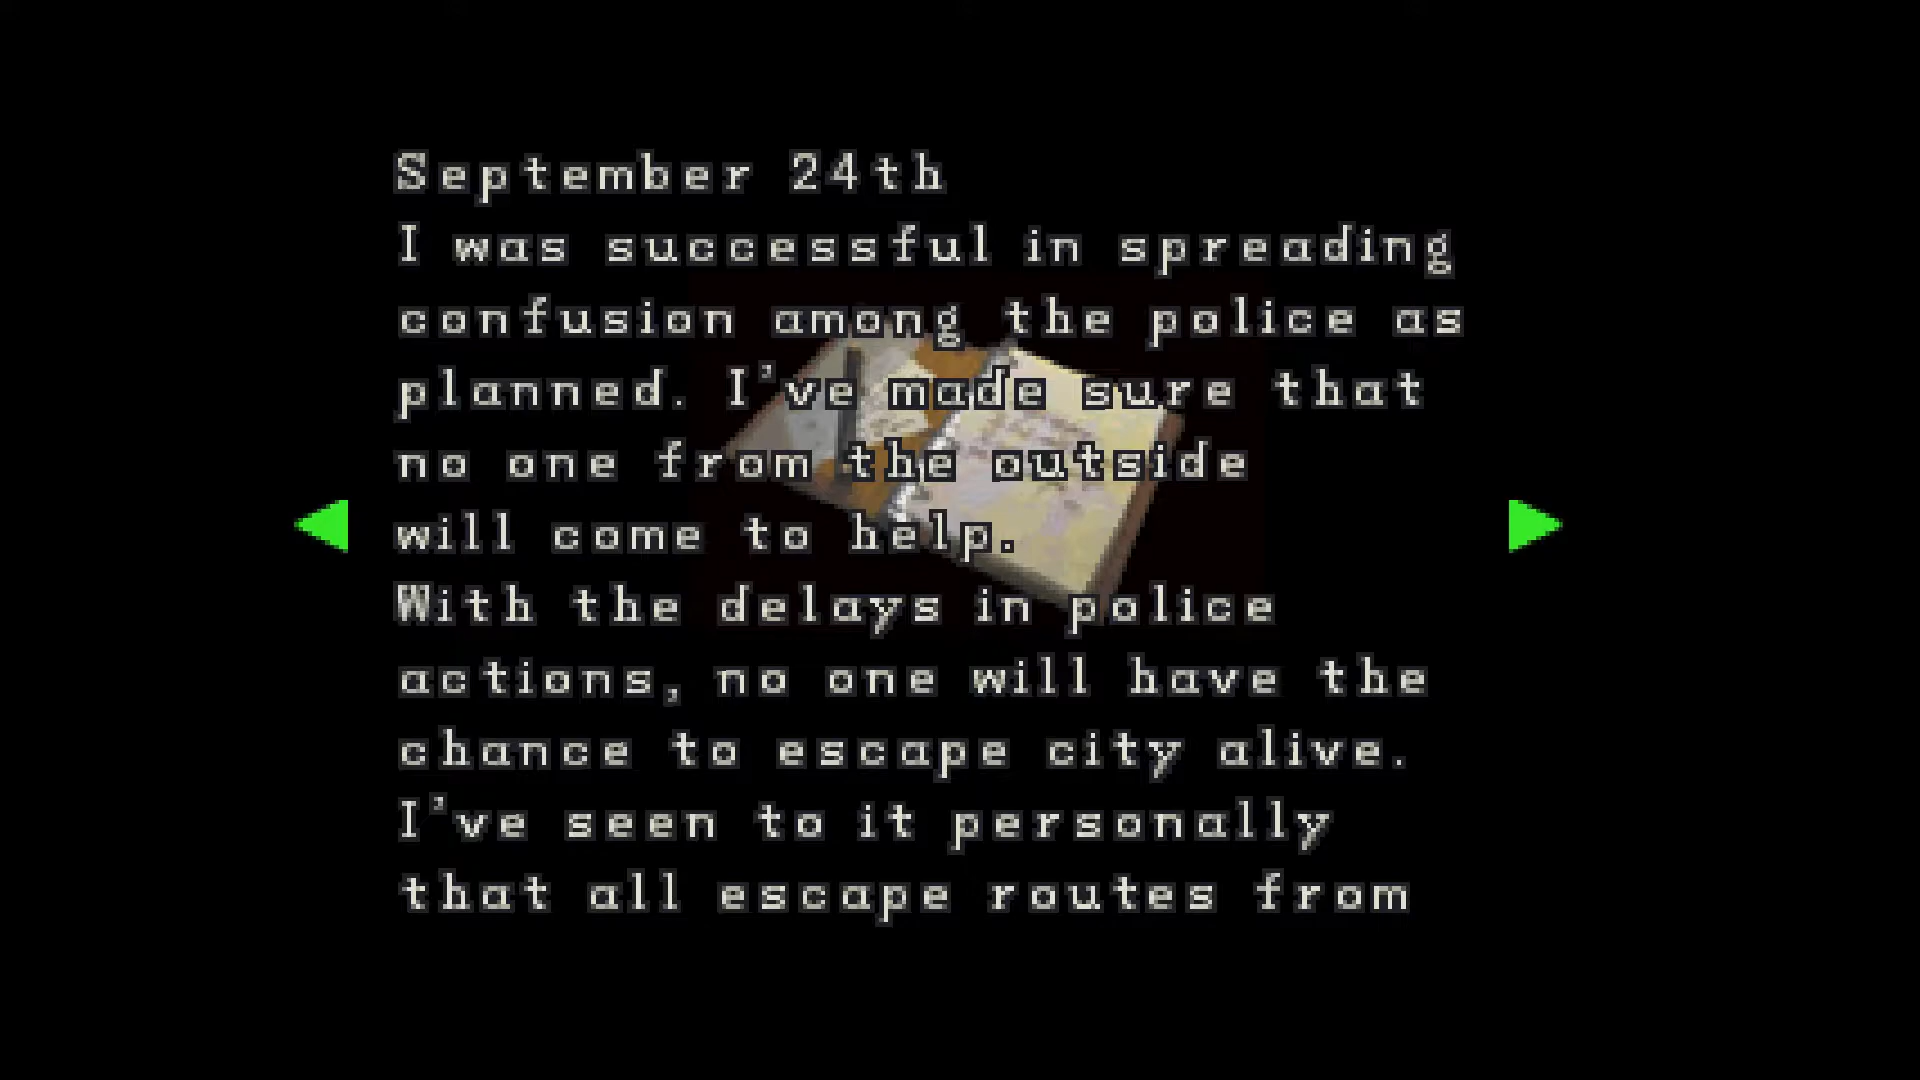 September 24th
I was successful in spreading
confusion among the police as
planned. I've made sure that
no one from the outside
will come to help.
With the delays in police
actions, no one will have the
chance to escape city alive.
I've seen to it personally
that all escape routes from